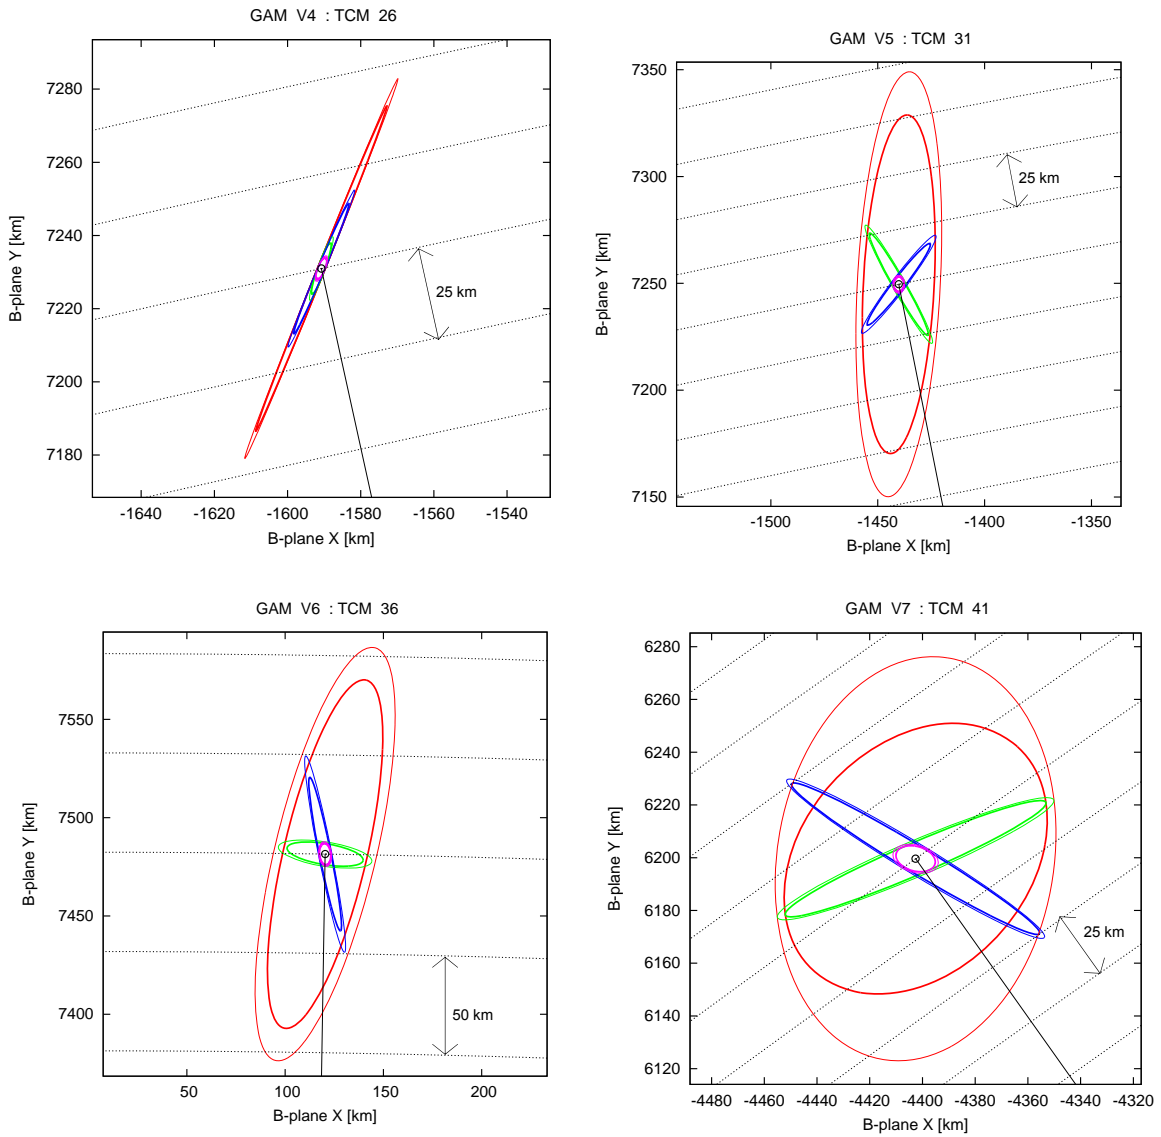 GAM V4 : TCM 26
7280
7260
7240
7220
7200
7180
B-plane Y [km]
25 km
-1640 -1620 -1600 -1580 -1560 -1540
B-plane X [km]
GAM V5 : TCM 31
7350
7300
7250
7200
7150
B-plane Y [km]
25 km
-1500 -1450 -1400 -1350
B-plane X [km]
GAM V6 : TCM 36
7550
7500
7450
7400
B-plane Y [km]
50 km
50 100 150 200
B-plane X [km]
GAM V7 : TCM 41
6280
6260
6240
6220
6200
6180
6160
6140
6120
B-plane Y [km]
25 km
-4480 -4460 -4440 -4420 -4400 -4380 -4360 -4340 -4320
B-plane X [km]